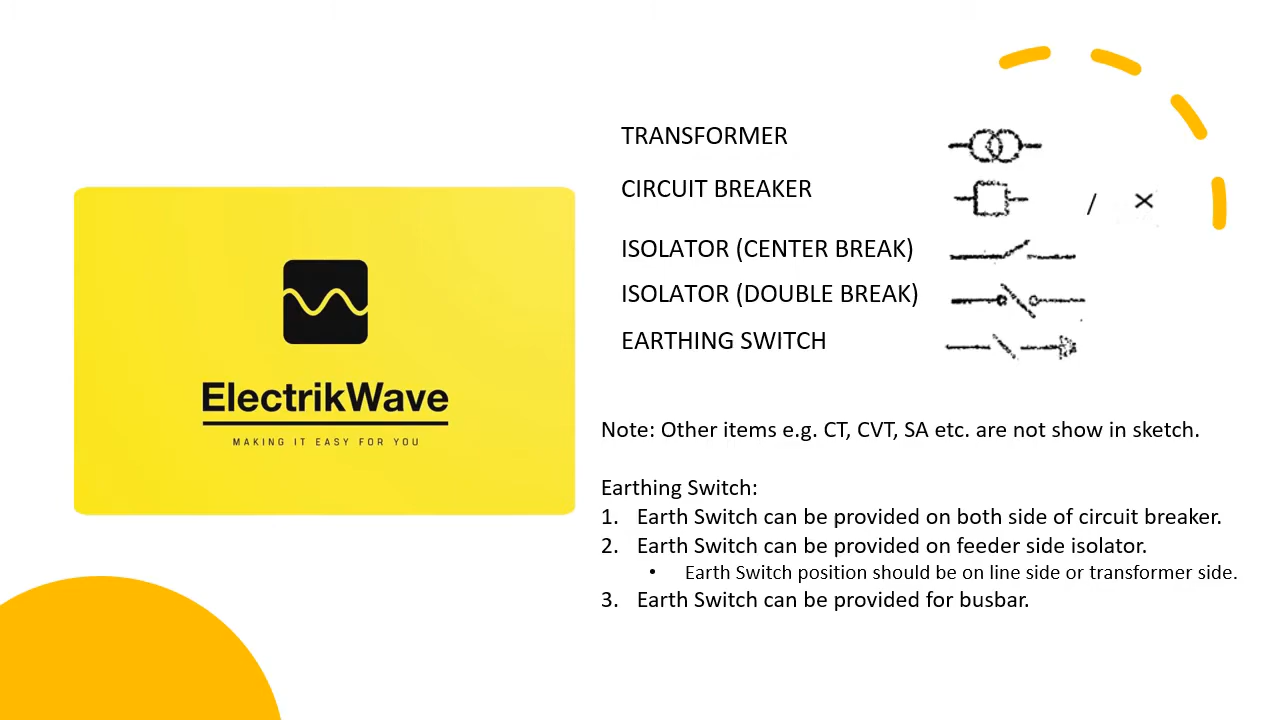 TRANSFORMER
CIRCUIT BREAKER
/ ×
ISOLATOR (CENTER BREAK)
ISOLATOR (DOUBLE BREAK)
EARTHING SWITCH
ElectrikWave
MAKING IT EASY FOR YOU
Note: Other items e.g. CT, CVT, SA etc. are not show in sketch.
Earthing Switch:
1. Earth Switch can be provided on both side of circuit breaker.
2. Earth Switch can be provided on feeder side isolator.
• Earth Switch position should be on line side or transformer side.
3. Earth Switch can be provided for busbar.